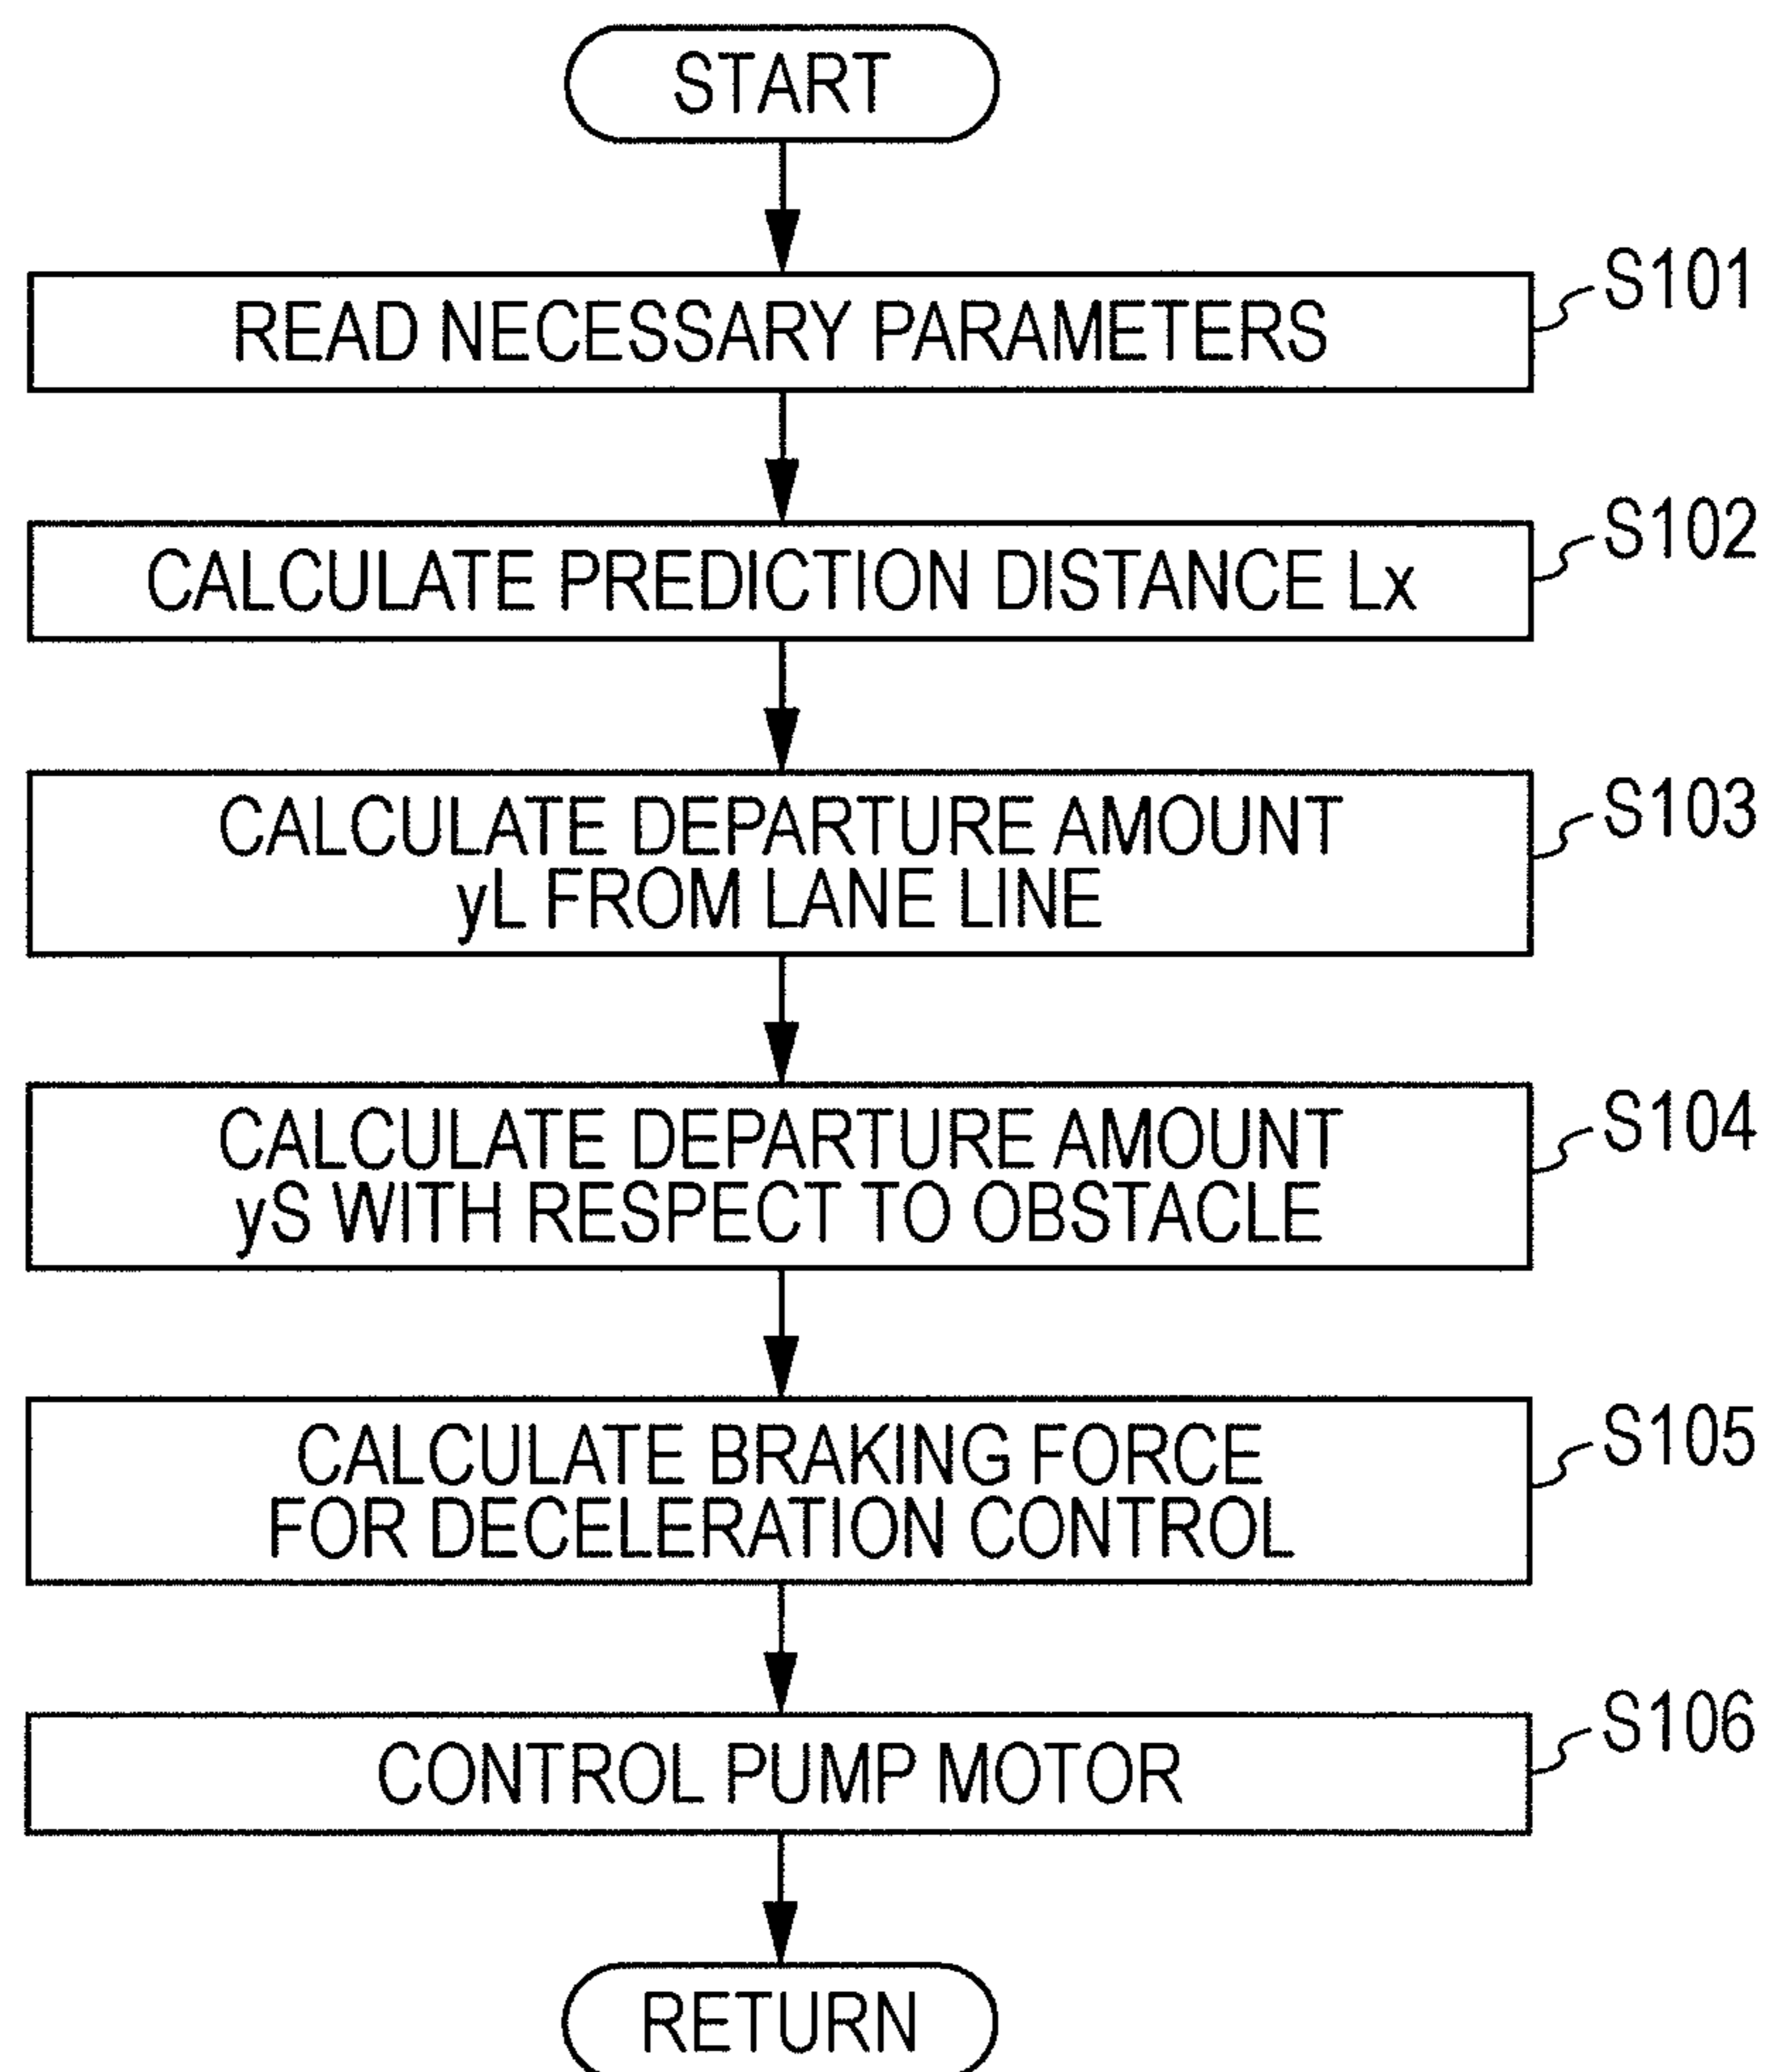 START
READ NECESSARY PARAMETERS
S101
CALCULATE PREDICTION DISTANCE Lx
S102
CALCULATE DEPARTURE AMOUNT
yL FROM LANE LINE
S103
CALCULATE DEPARTURE AMOUNT
yS WITH RESPECT TO OBSTACLE
S104
CALCULATE BRAKING FORCE
FOR DECELERATION CONTROL
S105
CONTROL PUMP MOTOR
S106
RETURN